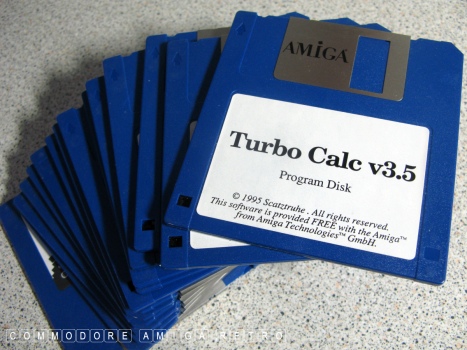 AMiGA
Turbo Calc v3.5
Program Disk
© 1995 Scatztruhe . All rights reserved.
This software is provided FREE with the Amiga™
from Amiga Technologies™ GmbH.
COMMODORE AMIGA RETRO